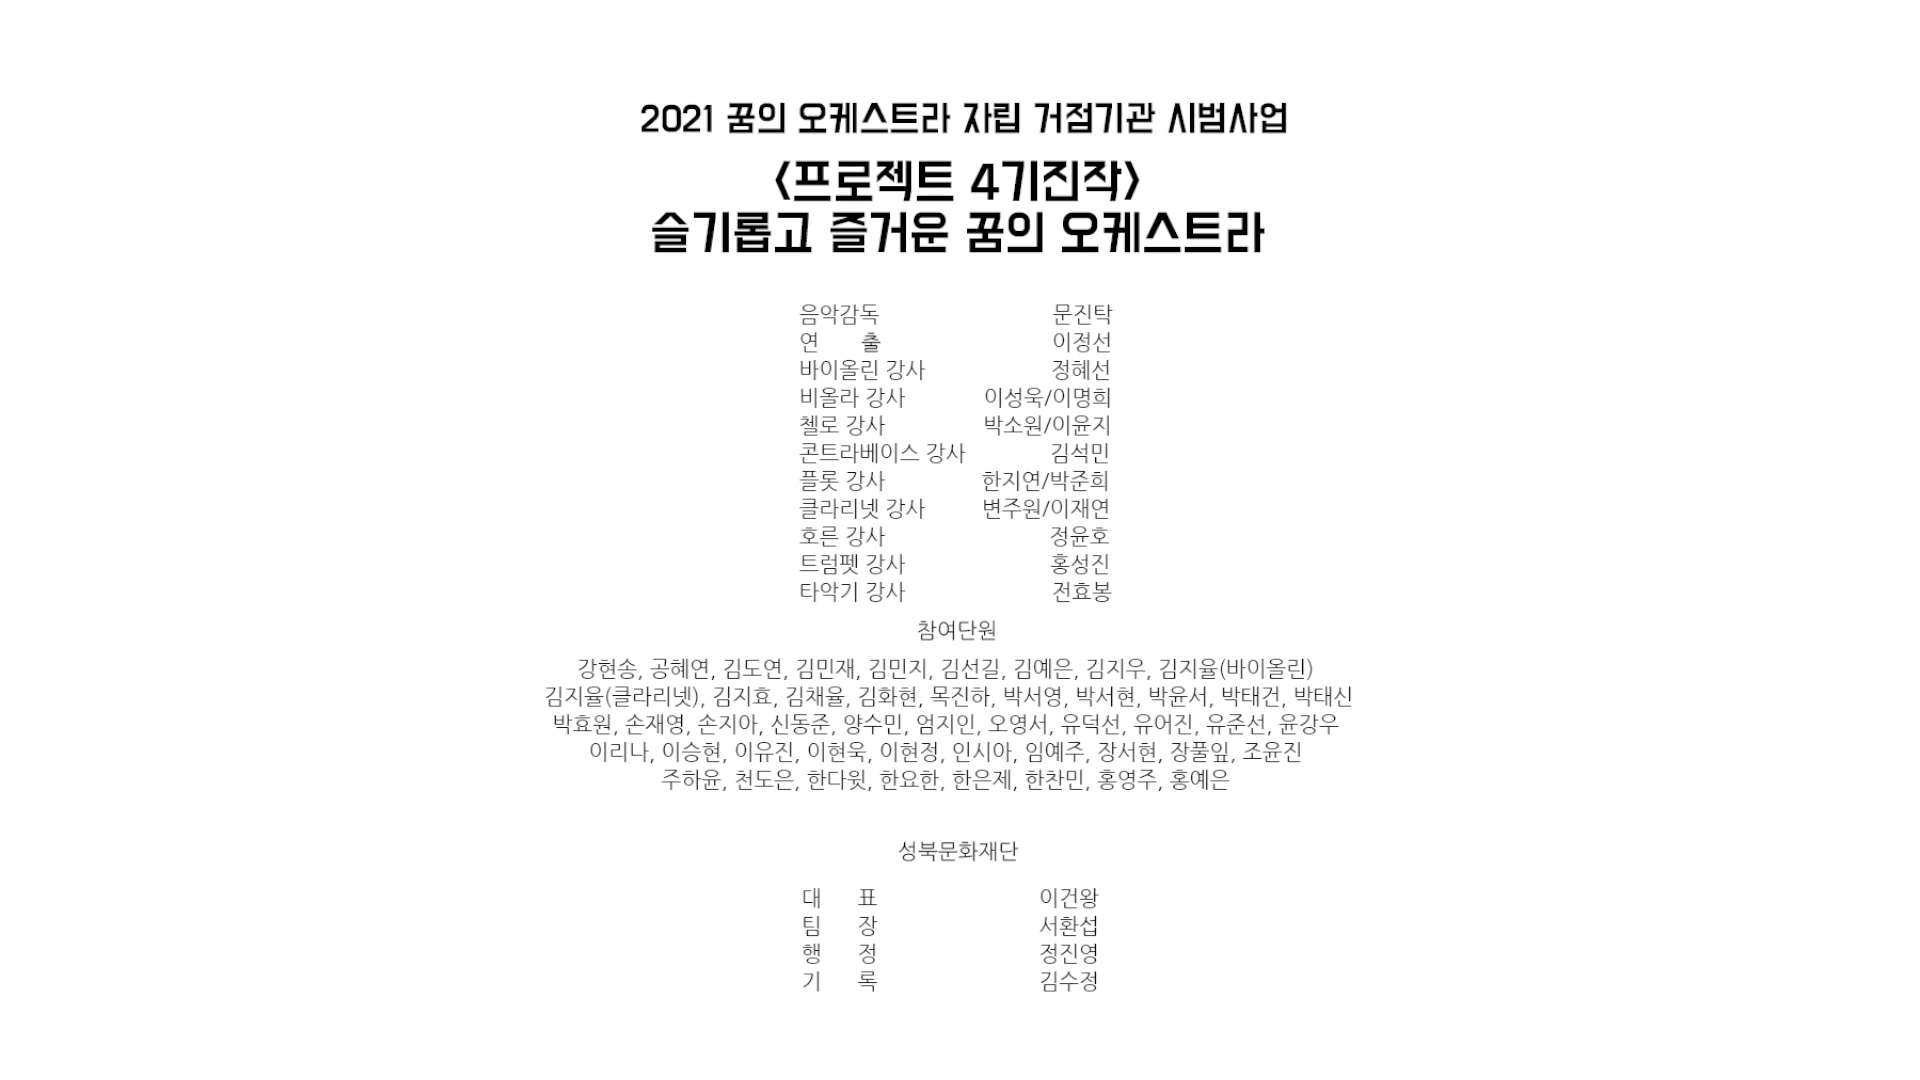 2021 꿈의 오케스트라 자립 거점기관 시범사업
<프로젝트 4기진작>
슬기롭고 즐거운 꿈의 오케스트라
음악감독 문진탁
연 출 이정선
바이올린 강사 정혜선
비올라 강사 이성욱/이명희
첼로 강사 박소원/이윤지
콘트라베이스 강사 김석민
플롯 강사 한지연/박준희
클라리넷 강사 변주원/이재연
호른 강사 정윤호
트럼펫 강사 홍성진
타악기 강사 전효봉
참여단원
강현송, 공혜연, 김도연, 김민재, 김민지, 김선길, 김예은, 김지우, 김지율(바이올린)
김지율(클라리넷), 김지효, 김채율, 김화현, 목진하, 박서영, 박서현, 박윤서, 박태건, 박태신
박효원, 손재영, 손지아, 신동준, 양수민, 엄지인, 오영서, 유덕선, 유어진, 유준선, 윤강우
이리나, 이승현, 이유진, 이현욱, 이현정, 인시아, 임예주, 장서현, 장풀잎, 조윤진
주하윤, 천도은, 한다윗, 한요한, 한은제, 한찬민, 홍영주, 홍예은
성북문화재단
대 표 이건왕
팀 장 서환섭
행 정 정진영
기 록 김수정